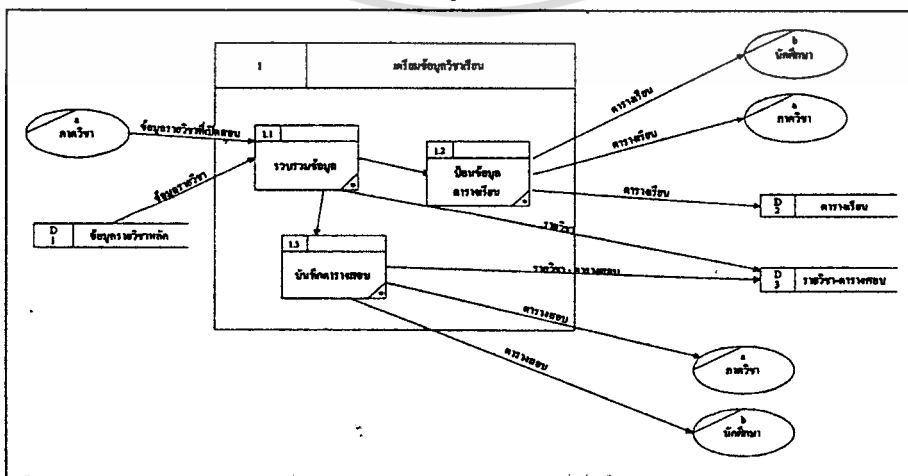 1 เตรียมข้อมูลวิชาเรียน
b
นักศึกษา
a
ภาควิชา
ข้อมูลรายวิชาที่เปิดสอน
1.1
รวบรวมข้อมูล
ตารางเรียน
a
ภาควิชา
ตารางเรียน
1.2
ป้อนข้อมูล
ตารางเรียน
ข้อมูลรายวิชา
ตารางเรียน
D
2 ตารางเรียน
D
1 ข้อมูลรายวิชาหลัก
รายวิชา
1.3
บันทึกตารางสอบ
รายวิชา - ตารางสอบ
D
3 รายวิชา-ตารางสอบ
ตารางสอบ
a
ภาควิชา
ตารางสอบ
b
นักศึกษา